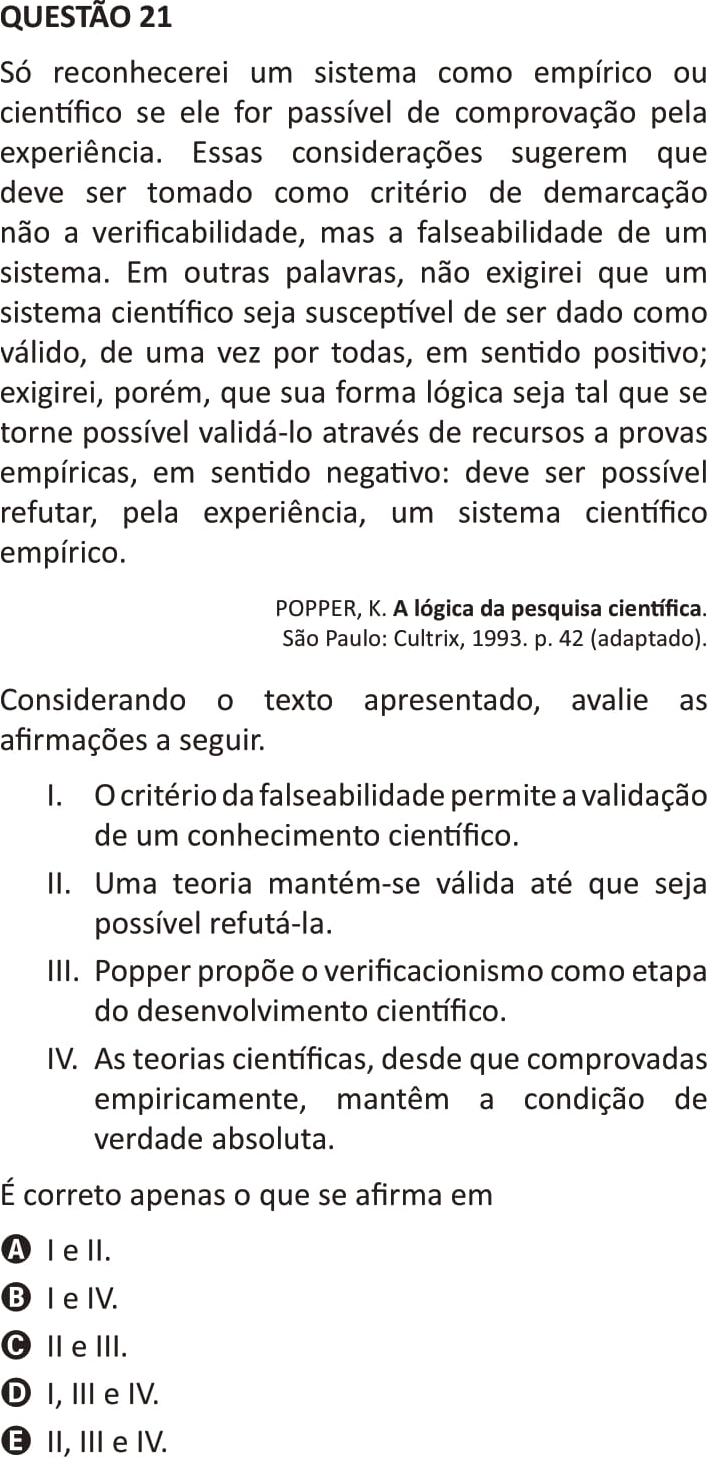 QUESTÃO 21
Só reconhecerei um sistema como empírico ou
científico se ele for passível de comprovação pela
experiência. Essas considerações sugerem que
deve ser tomado como critério de demarcação
não a verificabilidade, mas a falseabilidade de um
sistema. Em outras palavras, não exigirei que um
sistema científico seja susceptível de ser dado como
válido, de uma vez por todas, em sentido positivo;
exigirei, porém, que sua forma lógica seja tal que se
torne possível validá-lo através de recursos a provas
empíricas, em sentido negativo: deve ser possível
refutar, pela experiência, um sistema científico
empírico.
POPPER, K. A lógica da pesquisa científica.
São Paulo: Cultrix, 1993. p. 42 (adaptado).
Considerando o texto apresentado, avalie as
afirmações a seguir.
I. O critério da falseabilidade permite a validação
de um conhecimento científico.
II. Uma teoria mantém-se válida até que seja
possível refutá-la.
III. Popper propõe o verificacionismo como etapa
do desenvolvimento científico.
IV. As teorias científicas, desde que comprovadas
empiricamente, mantêm a condição de
verdade absoluta.
É correto apenas o que se afirma em
A I e II.
B I e IV.
C II e III.
D I, III e IV.
E II, III e IV.